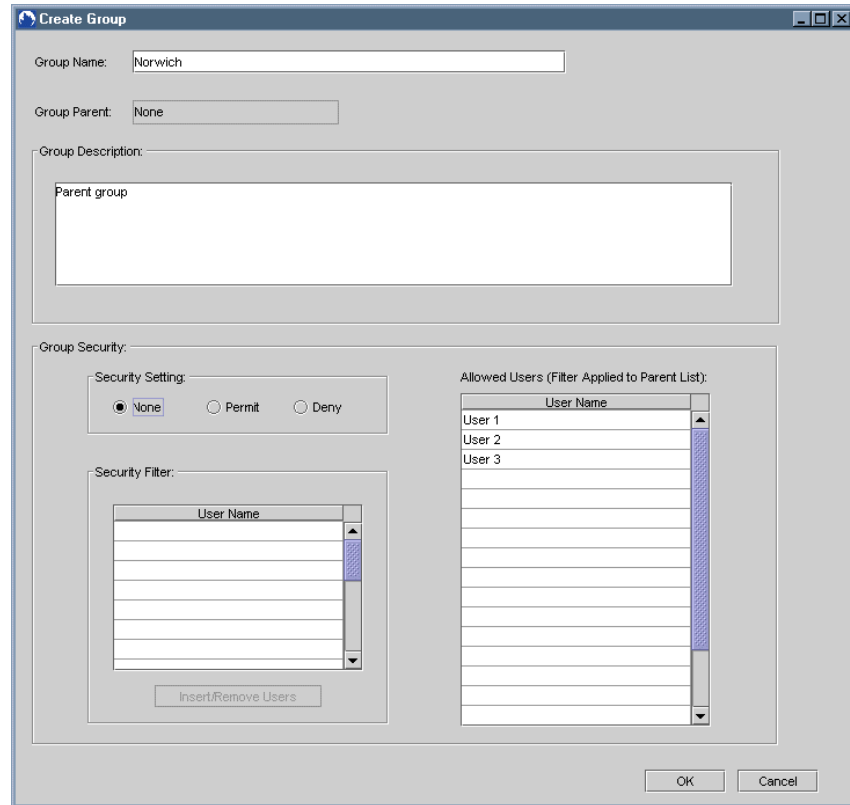 Create Group
Group Name: Norwich
Group Parent: None
Group Description:
Parent group
Group Security:
Security Setting:
None Permit Deny
Allowed Users (Filter Applied to Parent List):
User Name
User 1
User 2
User 3
Security Filter:
User Name
Insert/Remove Users
OK Cancel